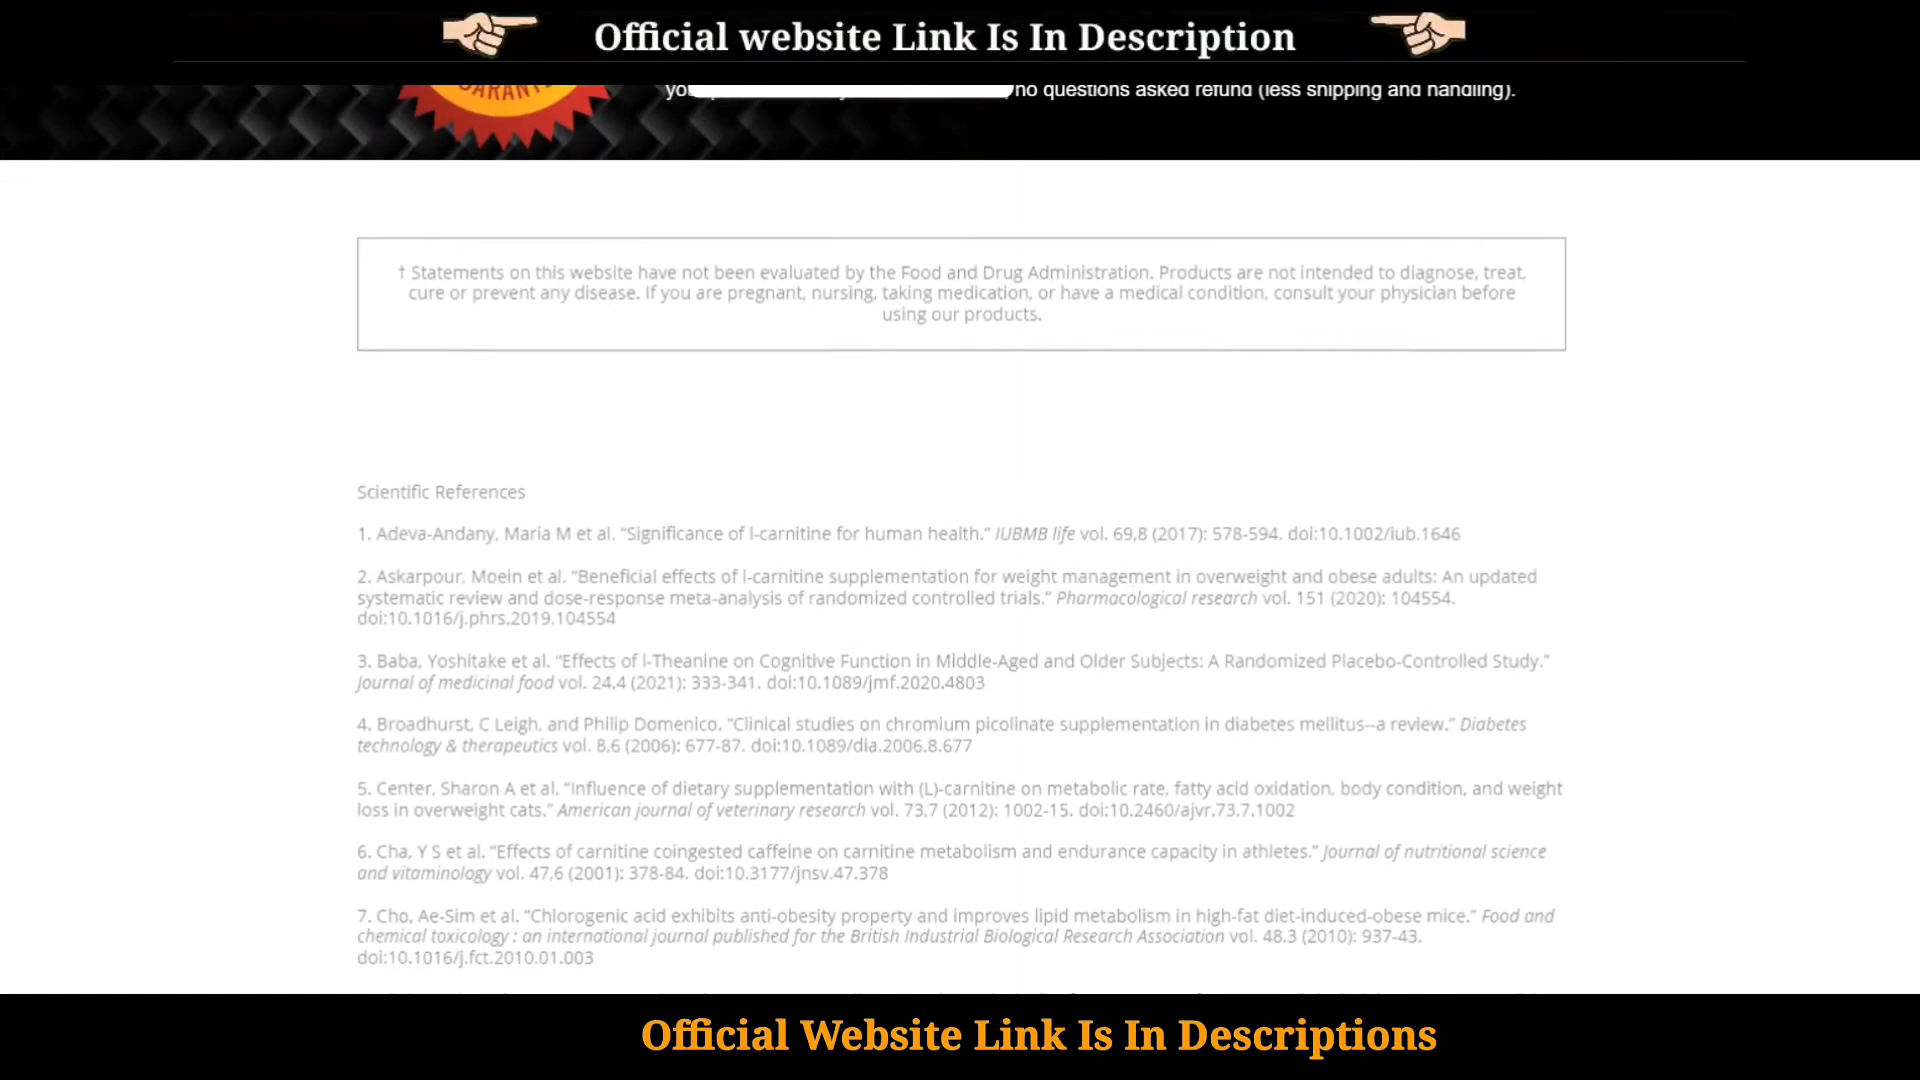 Official website Link Is In Description
GUARANTEE
no questions asked refund (less shipping and handling).
† Statements on this website have not been evaluated by the Food and Drug Administration. Products are not intended to diagnose, treat,
cure or prevent any disease. If you are pregnant, nursing, taking medication, or have a medical condition, consult your physician before
using our products.
Scientific References
1. Adeva-Andany, María M et al. “Significance of l-carnitine for human health.” IUBMB life vol. 69,8 (2017): 578-594. doi:10.1002/iub.1646
2. Askarpour, Moein et al. “Beneficial effects of l-carnitine supplementation for weight management in overweight and obese adults: An updated
systematic review and dose-response meta-analysis of randomized controlled trials.” Pharmacological research vol. 151 (2020): 104554.
doi:10.1016/j.phrs.2019.104554
3. Baba, Yoshitake et al. “Effects of l-Theanine on Cognitive Function in Middle-Aged and Older Subjects: A Randomized Placebo-Controlled Study.”
Journal of medicinal food vol. 24,4 (2021): 333-341. doi:10.1089/jmf.2020.4803
4. Broadhurst, C Leigh, and Philip Domenico. “Clinical studies on chromium picolinate supplementation in diabetes mellitus--a review.” Diabetes
technology & therapeutics vol. 8,6 (2006): 677-87. doi:10.1089/dia.2006.8.677
5. Center, Sharon A et al. “Influence of dietary supplementation with (L)-carnitine on metabolic rate, fatty acid oxidation, body condition, and weight
loss in overweight cats.” American journal of veterinary research vol. 73,7 (2012): 1002-15. doi:10.2460/ajvr.73.7.1002
6. Cha, Y S et al. “Effects of carnitine coingested caffeine on carnitine metabolism and endurance capacity in athletes.” Journal of nutritional science
and vitaminology vol. 47,6 (2001): 378-84. doi:10.3177/jnsv.47.378
7. Cho, Ae-Sim et al. “Chlorogenic acid exhibits anti-obesity property and improves lipid metabolism in high-fat diet-induced-obese mice.” Food and
chemical toxicology : an international journal published for the British Industrial Biological Research Association vol. 48,3 (2010): 937-43.
doi:10.1016/j.fct.2010.01.003
Official Website Link Is In Descriptions